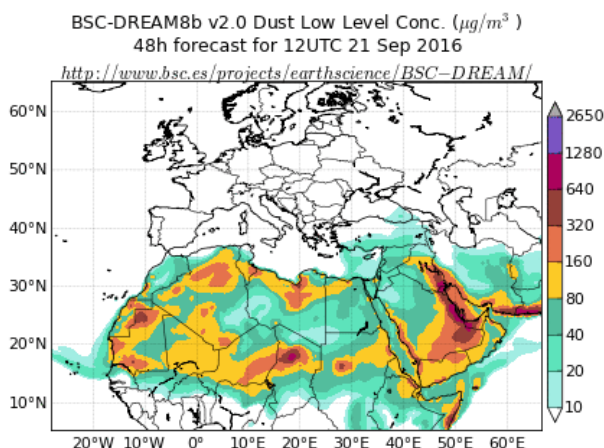 BSC-DREAM8b v2.0 Dust Low Level Conc. (μg/m³ )
48h forecast for 12UTC 21 Sep 2016
http://www.bsc.es/projects/earthscience/BSC−DREAM/
60°N
50°N
40°N
30°N
20°N
10°N
20°W 10°W 0° 10°E 20°E 30°E 40°E 50°E 60°E
2650
1280
640
320
160
80
40
20
10